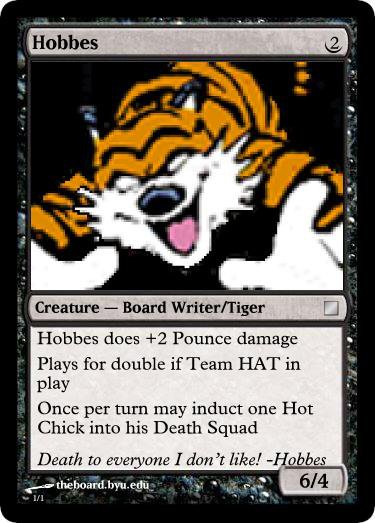 Hobbes 2
Creature — Board Writer/Tiger
Hobbes does +2 Pounce damage
Plays for double if Team HAT in
play
Once per turn may induct one Hot
Chick into his Death Squad
Death to everyone I don't like! -Hobbes
6/4
theboard.byu.edu
1/1